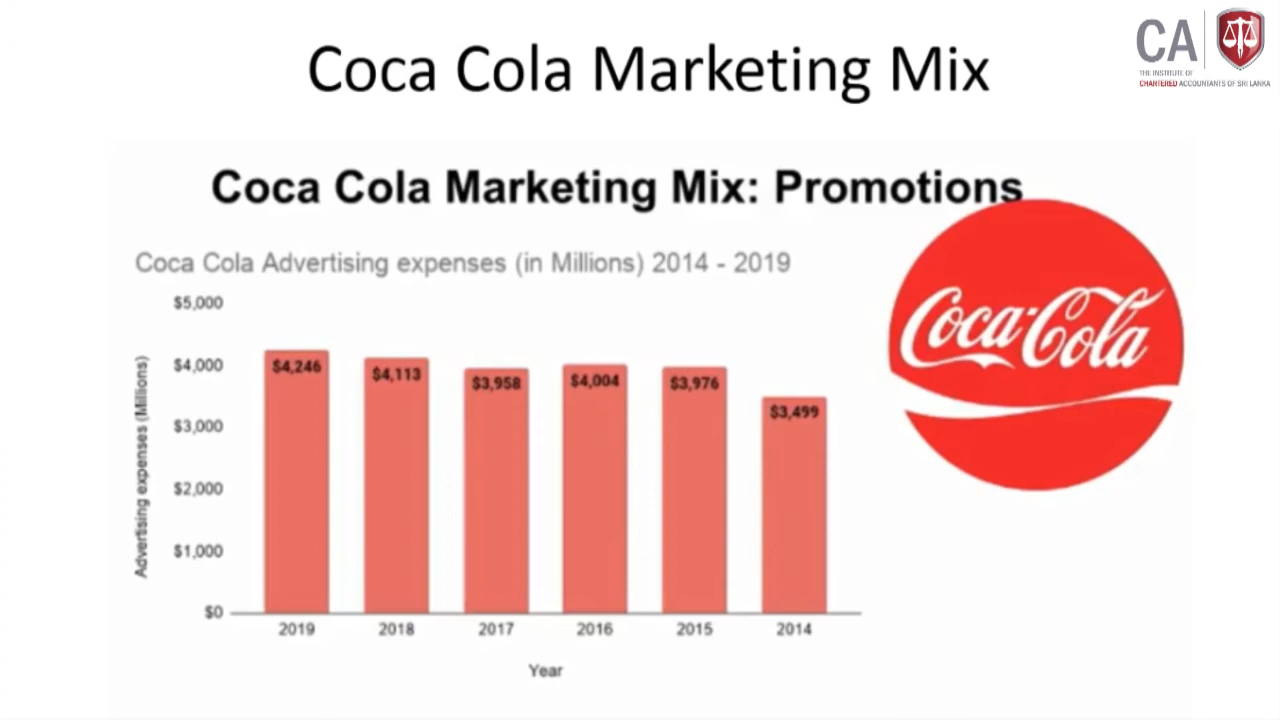 Coca Cola Marketing Mix
CA
THE INSTITUTE OF
CHARTERED ACCOUNTANTS OF SRI LANKA
Coca Cola Marketing Mix: Promotions
Coca Cola Advertising expenses (in Millions) 2014 - 2019
Coca-Cola
Advertising expenses (Millions)
$5,000
$4,000
$3,000
$2,000
$1,000
$0
$4,246
$4,113
$3,958
$4,004
$3,976
$3,499
2019 2018 2017 2016 2015 2014
Year